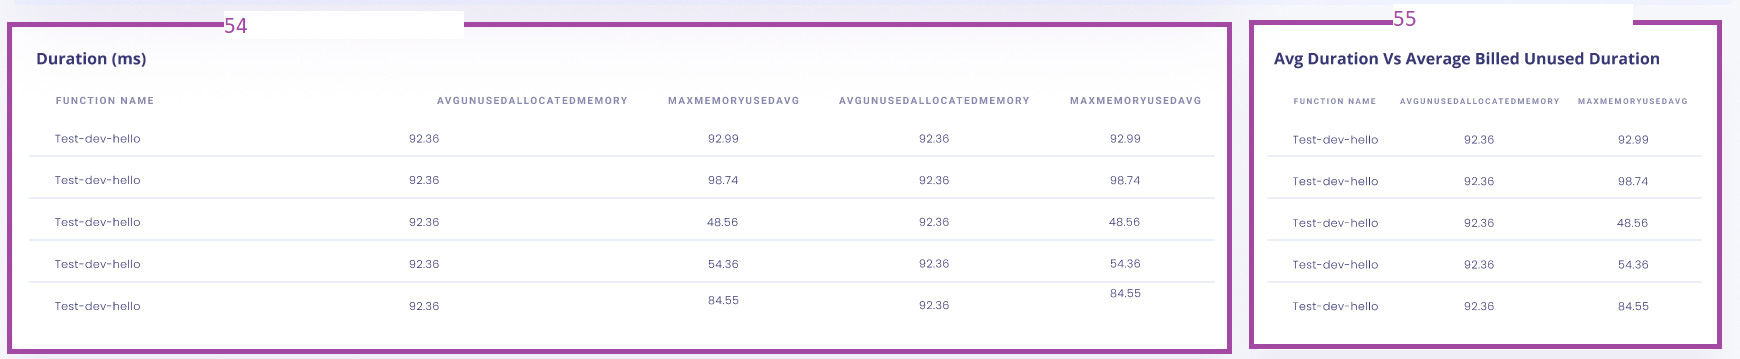 54
Duration (ms)
FUNCTION NAME AVGUNUSEDALLOCATEDMEMORY MAXMEMORYUSEDAVG AVGUNUSEDALLOCATEDMEMORY MAXMEMORYUSEDAVG
Test-dev-hello 92.36 92.99 92.36 92.99
Test-dev-hello 92.36 98.74 92.36 98.74
Test-dev-hello 92.36 48.56 92.36 48.56
Test-dev-hello 92.36 54.36 92.36 54.36
Test-dev-hello 92.36 84.55 92.36 84.55
55
Avg Duration Vs Average Billed Unused Duration
FUNCTION NAME AVGUNUSEDALLOCATEDMEMORY MAXMEMORYUSEDAVG
Test-dev-hello 92.36 92.99
Test-dev-hello 92.36 98.74
Test-dev-hello 92.36 48.56
Test-dev-hello 92.36 54.36
Test-dev-hello 92.36 84.55